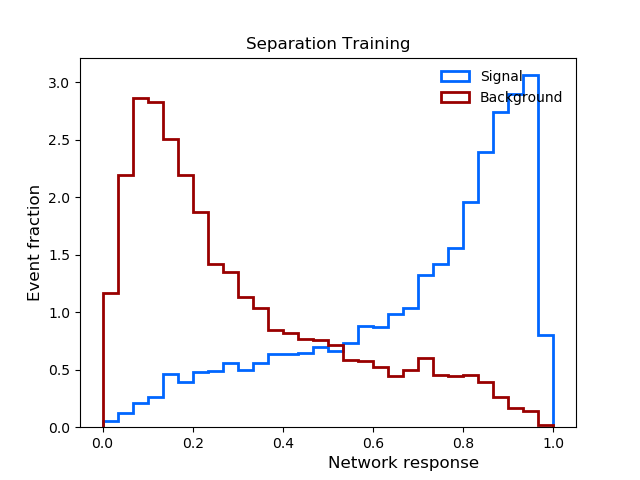 Separation Training
Signal
Background
Event fraction
3.0
2.5
2.0
1.5
1.0
0.5
0.0
0.0 0.2 0.4 0.6 0.8 1.0
Network response